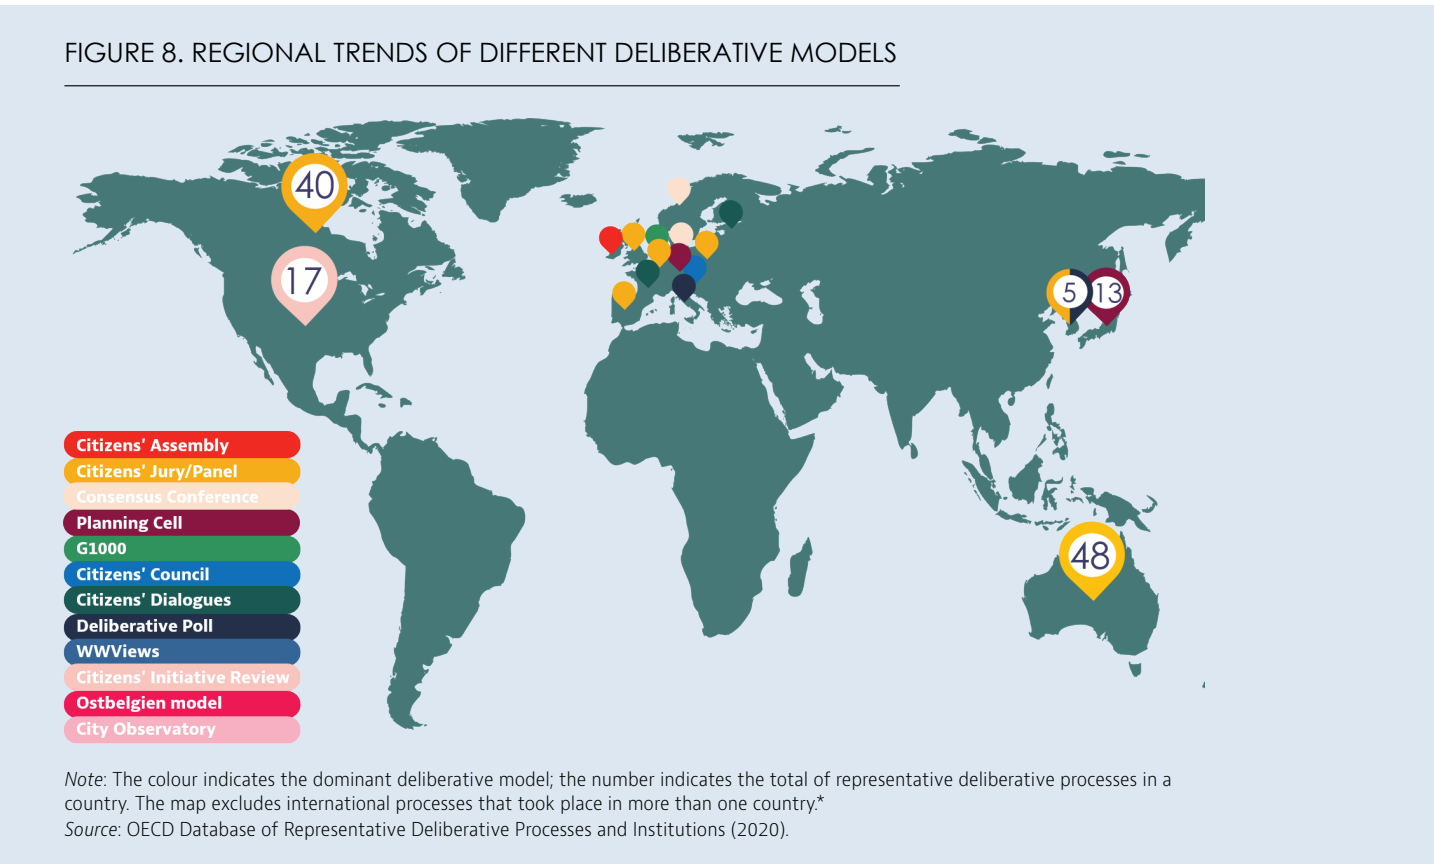 FIGURE 8. REGIONAL TRENDS OF DIFFERENT DELIBERATIVE MODELS
40
17
5
13
48
Citizens' Assembly
Citizens' Jury/Panel
Consensus Conference
Planning Cell
G1000
Citizens' Council
Citizens' Dialogues
Deliberative Poll
WWViews
Citizens' Initiative Review
Ostbelgien model
City Observatory
Note: The colour indicates the dominant deliberative model; the number indicates the total of representative deliberative processes in a
country. The map excludes international processes that took place in more than one country.*
Source: OECD Database of Representative Deliberative Processes and Institutions (2020).